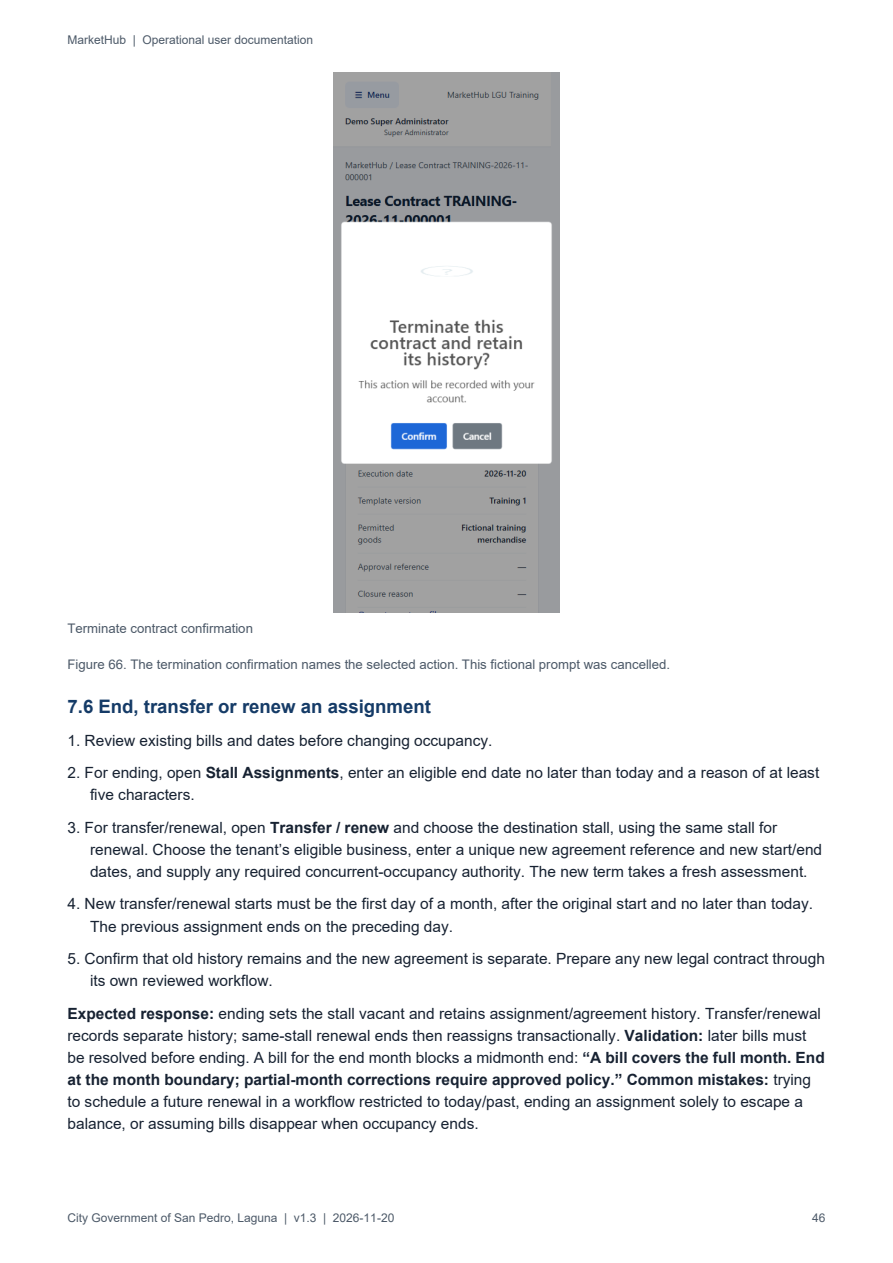 MarketHub | Operational user documentation
☰ Menu
MarketHub LGU Training
Demo Super Administrator
Super Administrator
MarketHub / Lease Contract TRAINING-2026-11-
000001
Lease Contract TRAINING-
2026-11-000001
Terminate this
contract and retain
its history?
This action will be recorded with your
account.
Confirm
Cancel
Execution date 2026-11-20
Template version Training 1
Permitted
goods
Fictional training
merchandise
Approval reference —
Closure reason —
Terminate contract confirmation
Figure 66. The termination confirmation names the selected action. This fictional prompt was cancelled.
7.6 End, transfer or renew an assignment
1. Review existing bills and dates before changing occupancy.
2. For ending, open Stall Assignments, enter an eligible end date no later than today and a reason of at least
five characters.
3. For transfer/renewal, open Transfer / renew and choose the destination stall, using the same stall for
renewal. Choose the tenant’s eligible business, enter a unique new agreement reference and new start/end
dates, and supply any required concurrent-occupancy authority. The new term takes a fresh assessment.
4. New transfer/renewal starts must be the first day of a month, after the original start and no later than today.
The previous assignment ends on the preceding day.
5. Confirm that old history remains and the new agreement is separate. Prepare any new legal contract through
its own reviewed workflow.
Expected response: ending sets the stall vacant and retains assignment/agreement history. Transfer/renewal
records separate history; same-stall renewal ends then reassigns transactionally. Validation: later bills must
be resolved before ending. A bill for the end month blocks a midmonth end: “A bill covers the full month. End
at the month boundary; partial-month corrections require approved policy.” Common mistakes: trying
to schedule a future renewal in a workflow restricted to today/past, ending an assignment solely to escape a
balance, or assuming bills disappear when occupancy ends.
City Government of San Pedro, Laguna | v1.3 | 2026-11-20
46